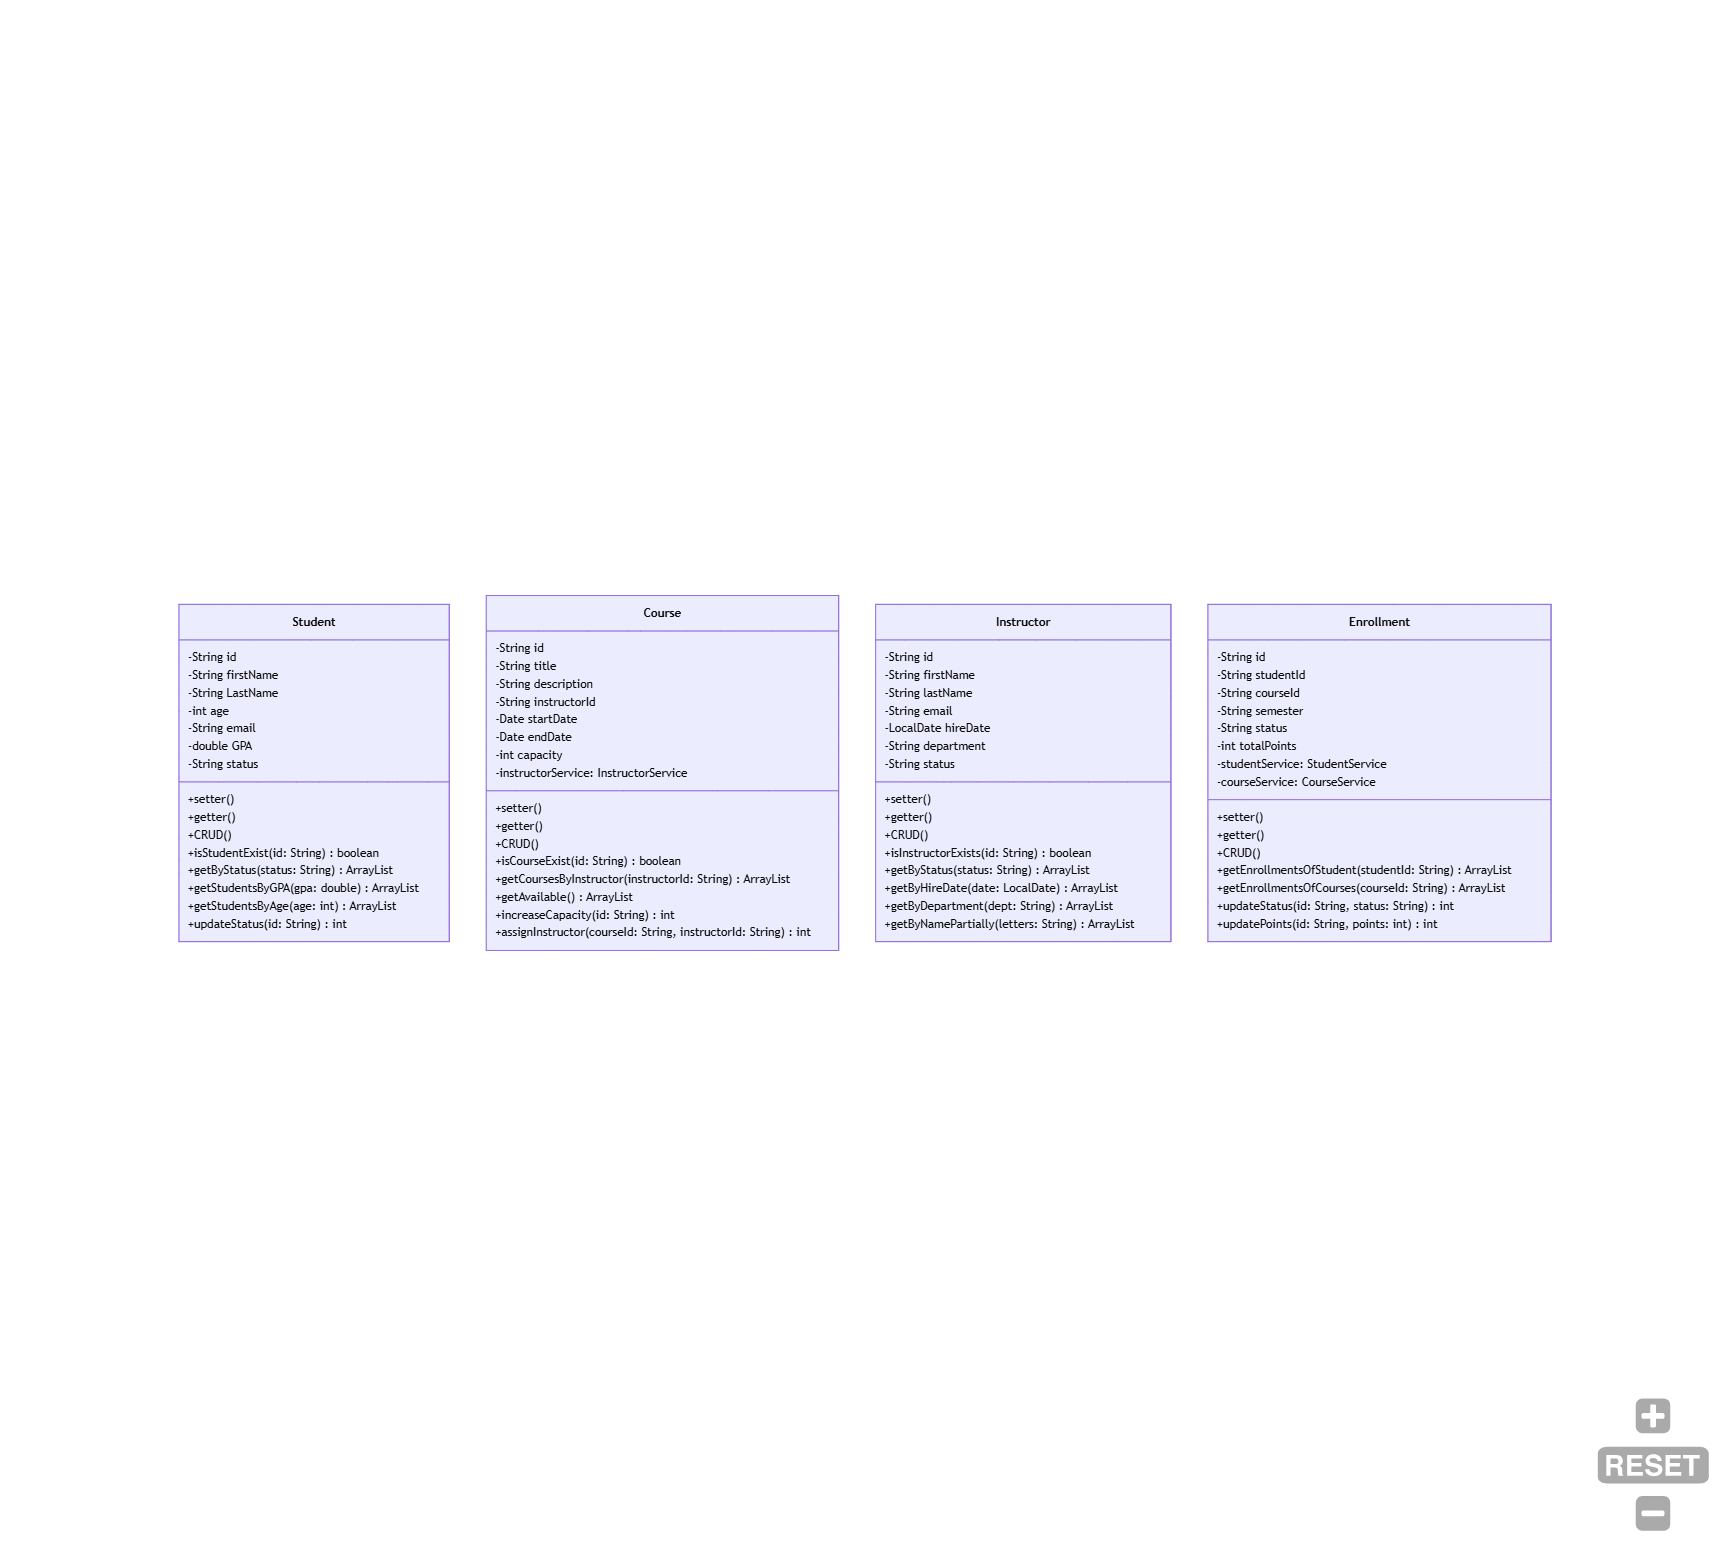 Student
-String id
-String firstName
-String LastName
-int age
-String email
-double GPA
-String status
+setter()
+getter()
+CRUD()
+isStudentExist(id: String) : boolean
+getByStatus(status: String) : ArrayList
+getStudentsByGPA(gpa: double) : ArrayList
+getStudentsByAge(age: int) : ArrayList
+updateStatus(id: String) : int
Course
-String id
-String title
-String description
-String instructorId
-Date startDate
-Date endDate
-int capacity
-instructorService: InstructorService
+setter()
+getter()
+CRUD()
+isCourseExist(id: String) : boolean
+getCoursesByInstructor(instructorId: String) : ArrayList
+getAvailable() : ArrayList
+increaseCapacity(id: String) : int
+assignInstructor(courseId: String, instructorId: String) : int
Instructor
-String id
-String firstName
-String lastName
-String email
-LocalDate hireDate
-String department
-String status
+setter()
+getter()
+CRUD()
+isInstructorExists(id: String) : boolean
+getByStatus(status: String) : ArrayList
+getByHireDate(date: LocalDate) : ArrayList
+getByDepartment(dept: String) : ArrayList
+getByNamePartially(letters: String) : ArrayList
Enrollment
-String id
-String studentId
-String courseId
-String semester
-String status
-int totalPoints
-studentService: StudentService
-courseService: CourseService
+setter()
+getter()
+CRUD()
+getEnrollmentsOfStudent(studentId: String) : ArrayList
+getEnrollmentsOfCourses(courseId: String) : ArrayList
+updateStatus(id: String, status: String) : int
+updatePoints(id: String, points: int) : int
RESET